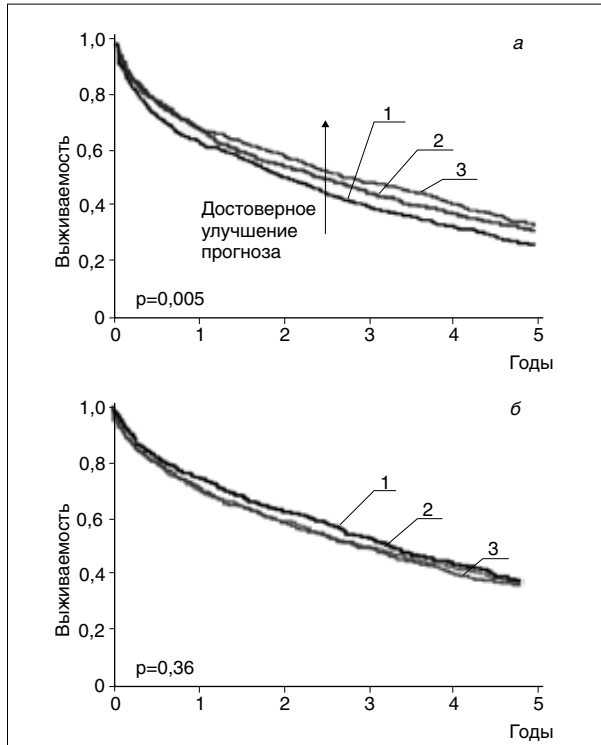 а
Выживаемость
1,0
0,8
0,6
0,4
0,2
0
1
2
3
Достоверное
улучшение
прогноза
p=0,005
0 1 2 3 4 5
Годы
б
Выживаемость
1,0
0,8
0,6
0,4
0,2
0
1
2
3
p=0,36
0 1 2 3 4 5
Годы